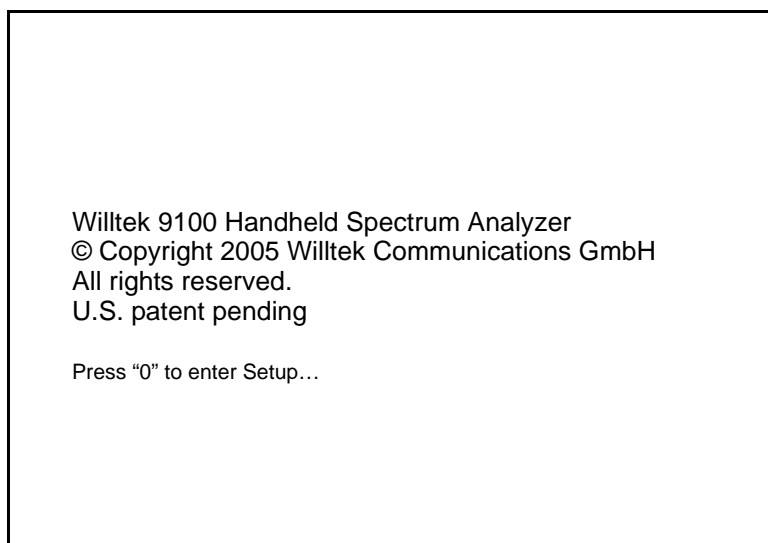 Willtek 9100 Handheld Spectrum Analyzer
© Copyright 2005 Willtek Communications GmbH
All rights reserved.
U.S. patent pending
Press “0” to enter Setup…